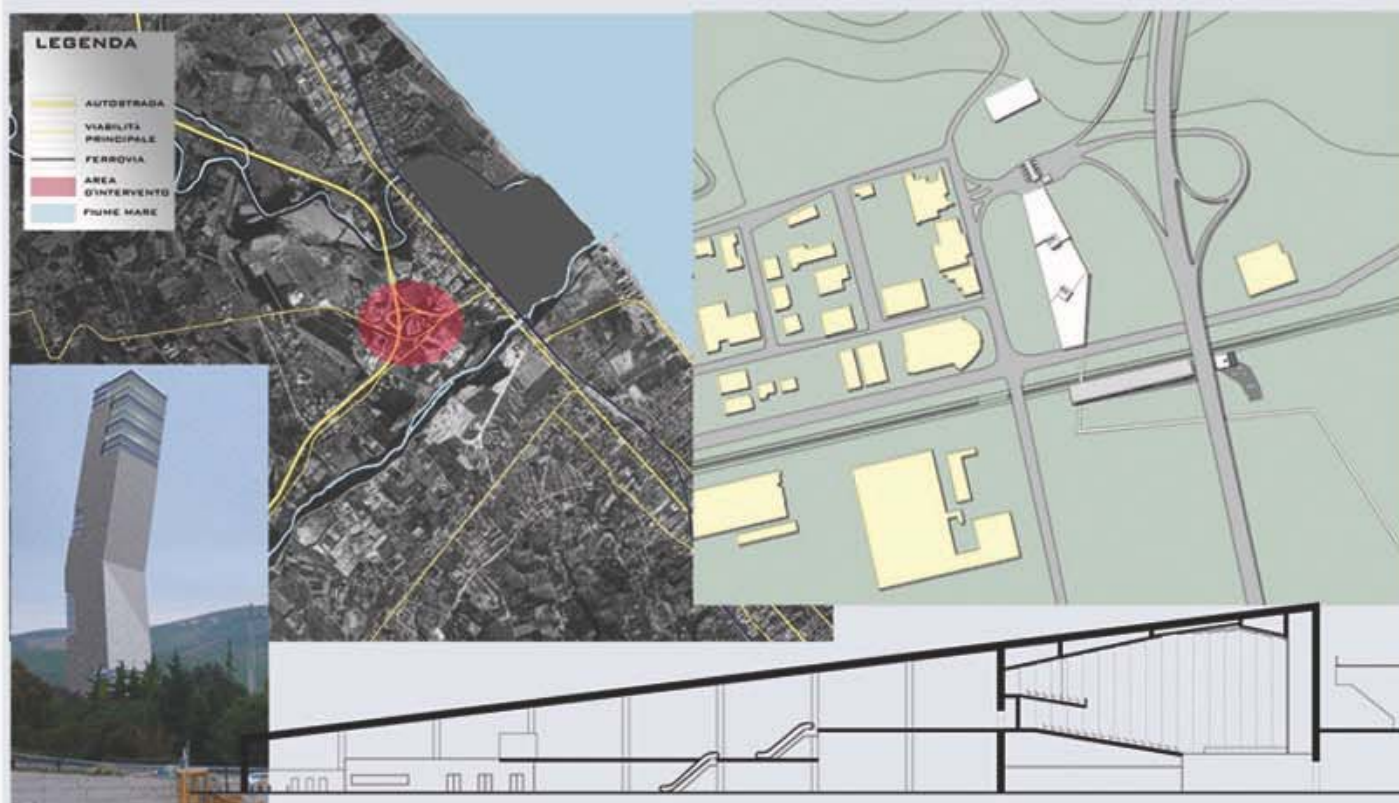 LEGENDA
AUTOSTRADA
VIABILITÀ
PRINCIPALE
FERROVIA
AREA
D'INTERVENTO
FIUME MARE